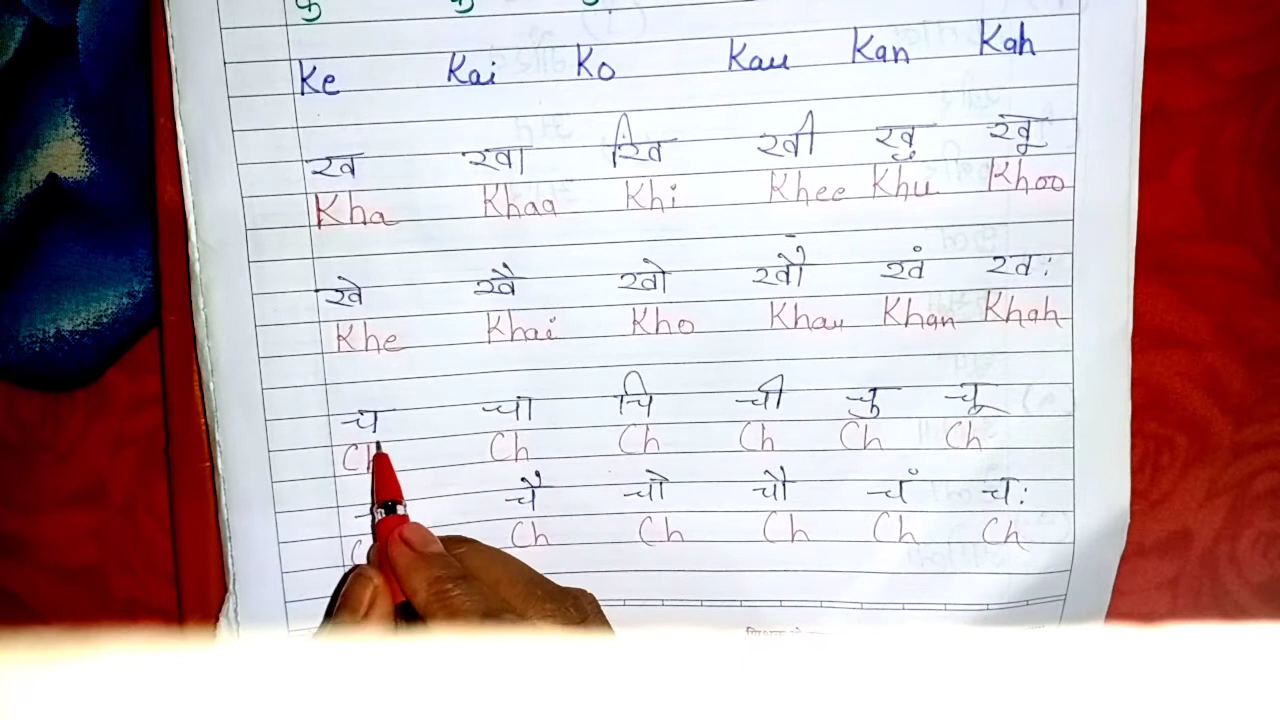 Ke Kai Ko Kau Kan Kah
ख खा खि खी खु खू
Kha Khaa Khi Khee Khu Khoo
खे खै खो खौ खं खः
Khe Khai Kho Khau Khan Khah
च चा चि ची चु चू
Ch Ch Ch Ch Ch Ch
चै चो चौ चं चः
Ch Ch Ch Ch Ch